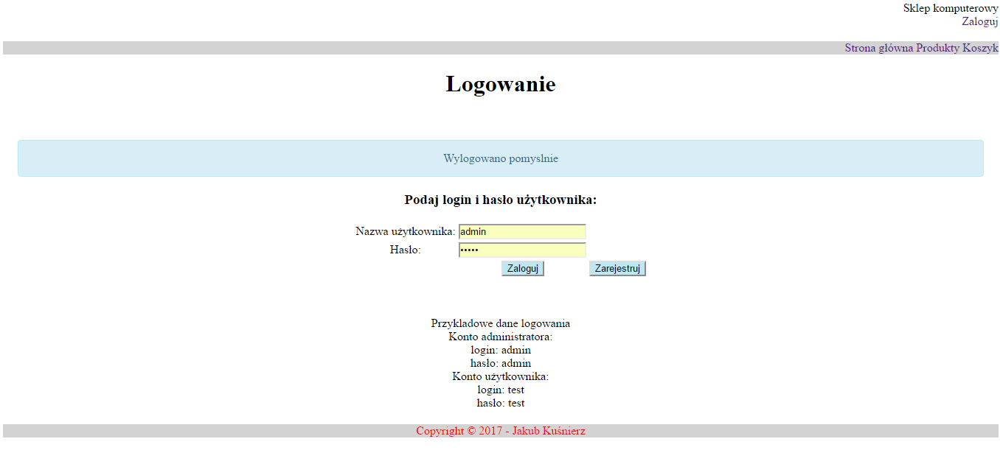 Sklep komputerowy
Zaloguj
Strona główna Produkty Koszyk
Logowanie
Wylogowano pomyslnie
Podaj login i hasło użytkownika:
Nazwa użytkownika: admin
Hasło: •••••
Zaloguj Zarejestruj
Przykladowe dane logowania
Konto administratora:
login: admin
hasło: admin
Konto użytkownika:
login: test
hasło: test
Copyright © 2017 - Jakub Kuśnierz